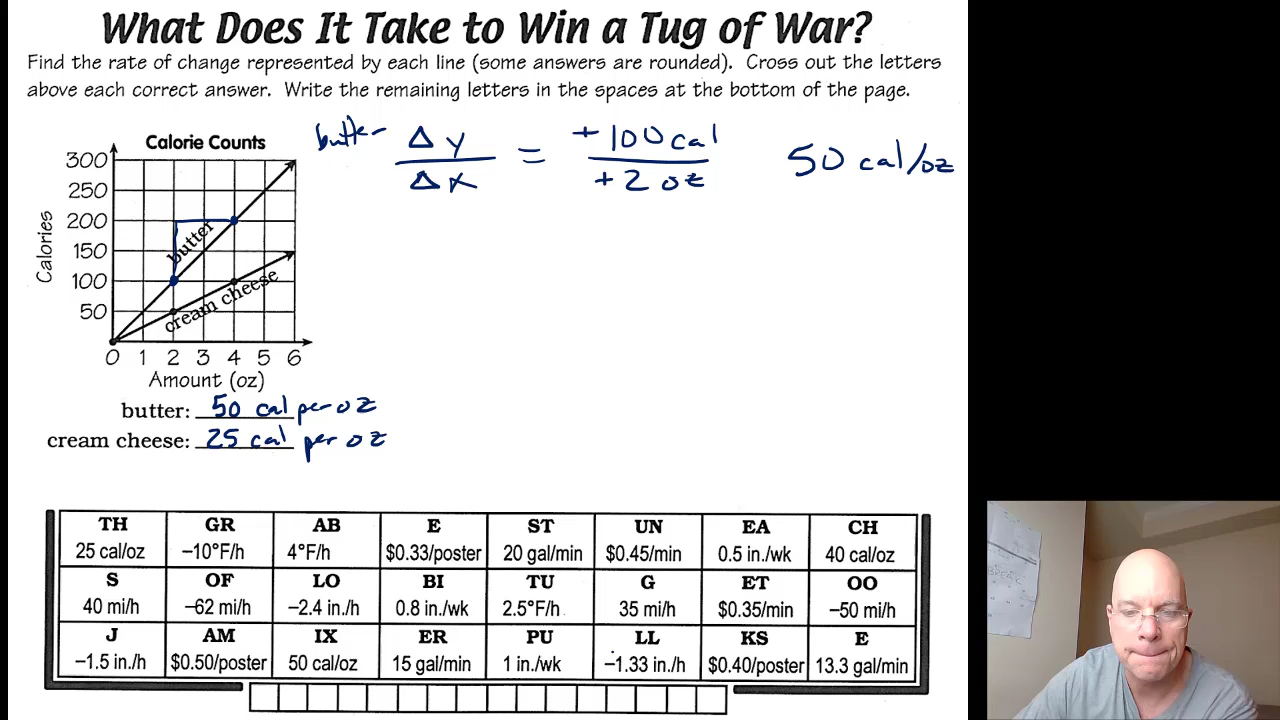 What Does It Take to Win a Tug of War?
Find the rate of change represented by each line (some answers are rounded). Cross out the letters
above each correct answer. Write the remaining letters in the spaces at the bottom of the page.
butter Δy = +100 cal 50 cal/oz
Δx +2 oz
Calorie Counts
300
250
200
150
100
50
Calories
butter
cream cheese
0 1 2 3 4 5 6
Amount (oz)
butter: 50 cal per oz
cream cheese: 25 cal per oz
TH GR AB E ST UN EA CH
25 cal/oz –10°F/h 4°F/h $0.33/poster 20 gal/min $0.45/min 0.5 in./wk 40 cal/oz
S OF LO BI TU G ET OO
40 mi/h –62 mi/h –2.4 in./h 0.8 in./wk 2.5°F/h 35 mi/h $0.35/min –50 mi/h
J AM IX ER PU LL KS E
–1.5 in./h $0.50/poster 50 cal/oz 15 gal/min 1 in./wk –1.33 in./h $0.40/poster 13.3 gal/min